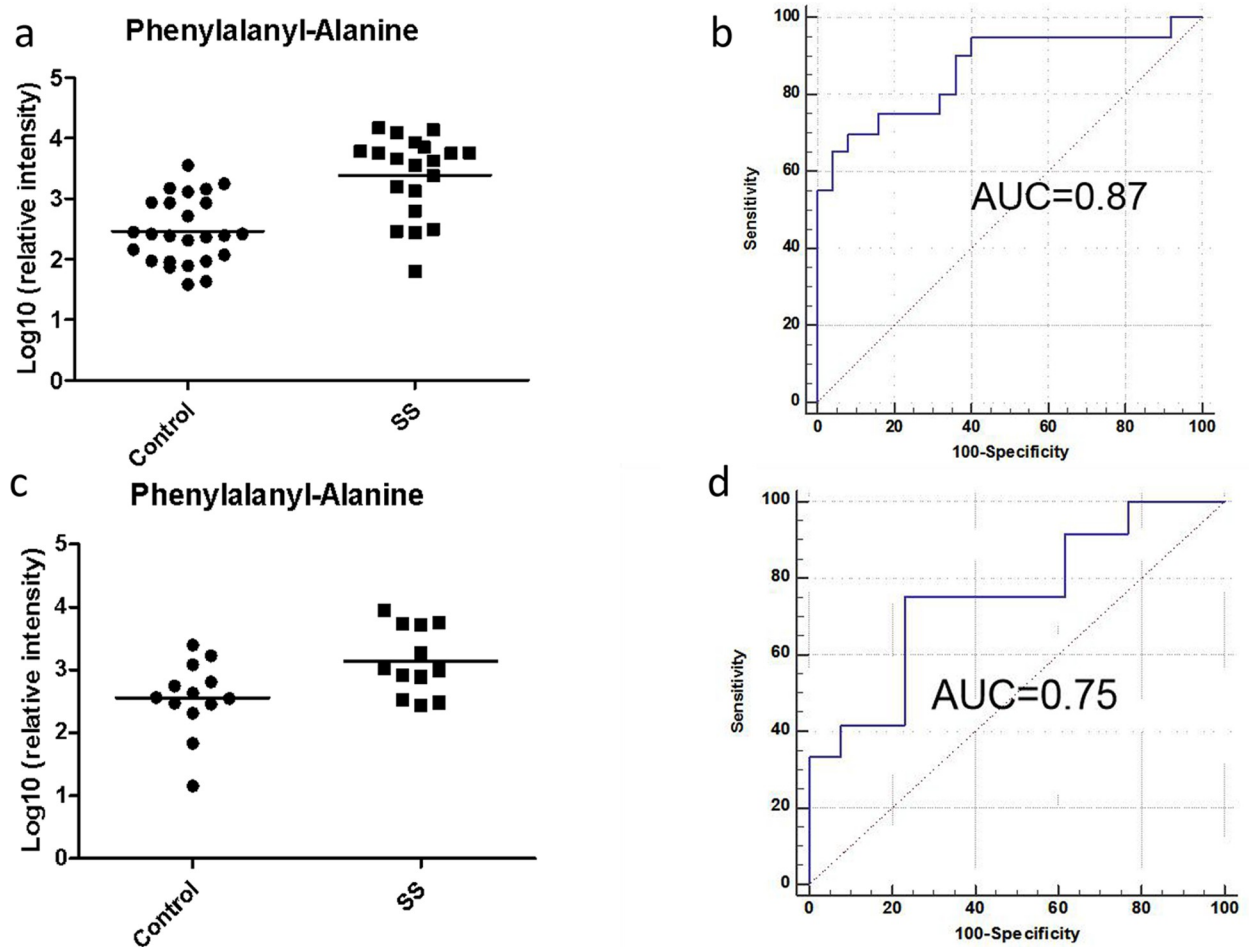 a
Phenylalanyl-Alanine
Log10 (relative intensity)
5
4
3
2
1
0
Control
SS
b
Sensitivity
100
80
60
40
20
0
AUC=0.87
0 20 40 60 80 100
100-Specificity
c
Phenylalanyl-Alanine
Log10 (relative intensity)
5
4
3
2
1
0
Control
SS
d
Sensitivity
100
80
60
40
20
0
AUC=0.75
0 20 40 60 80 100
100-Specificity